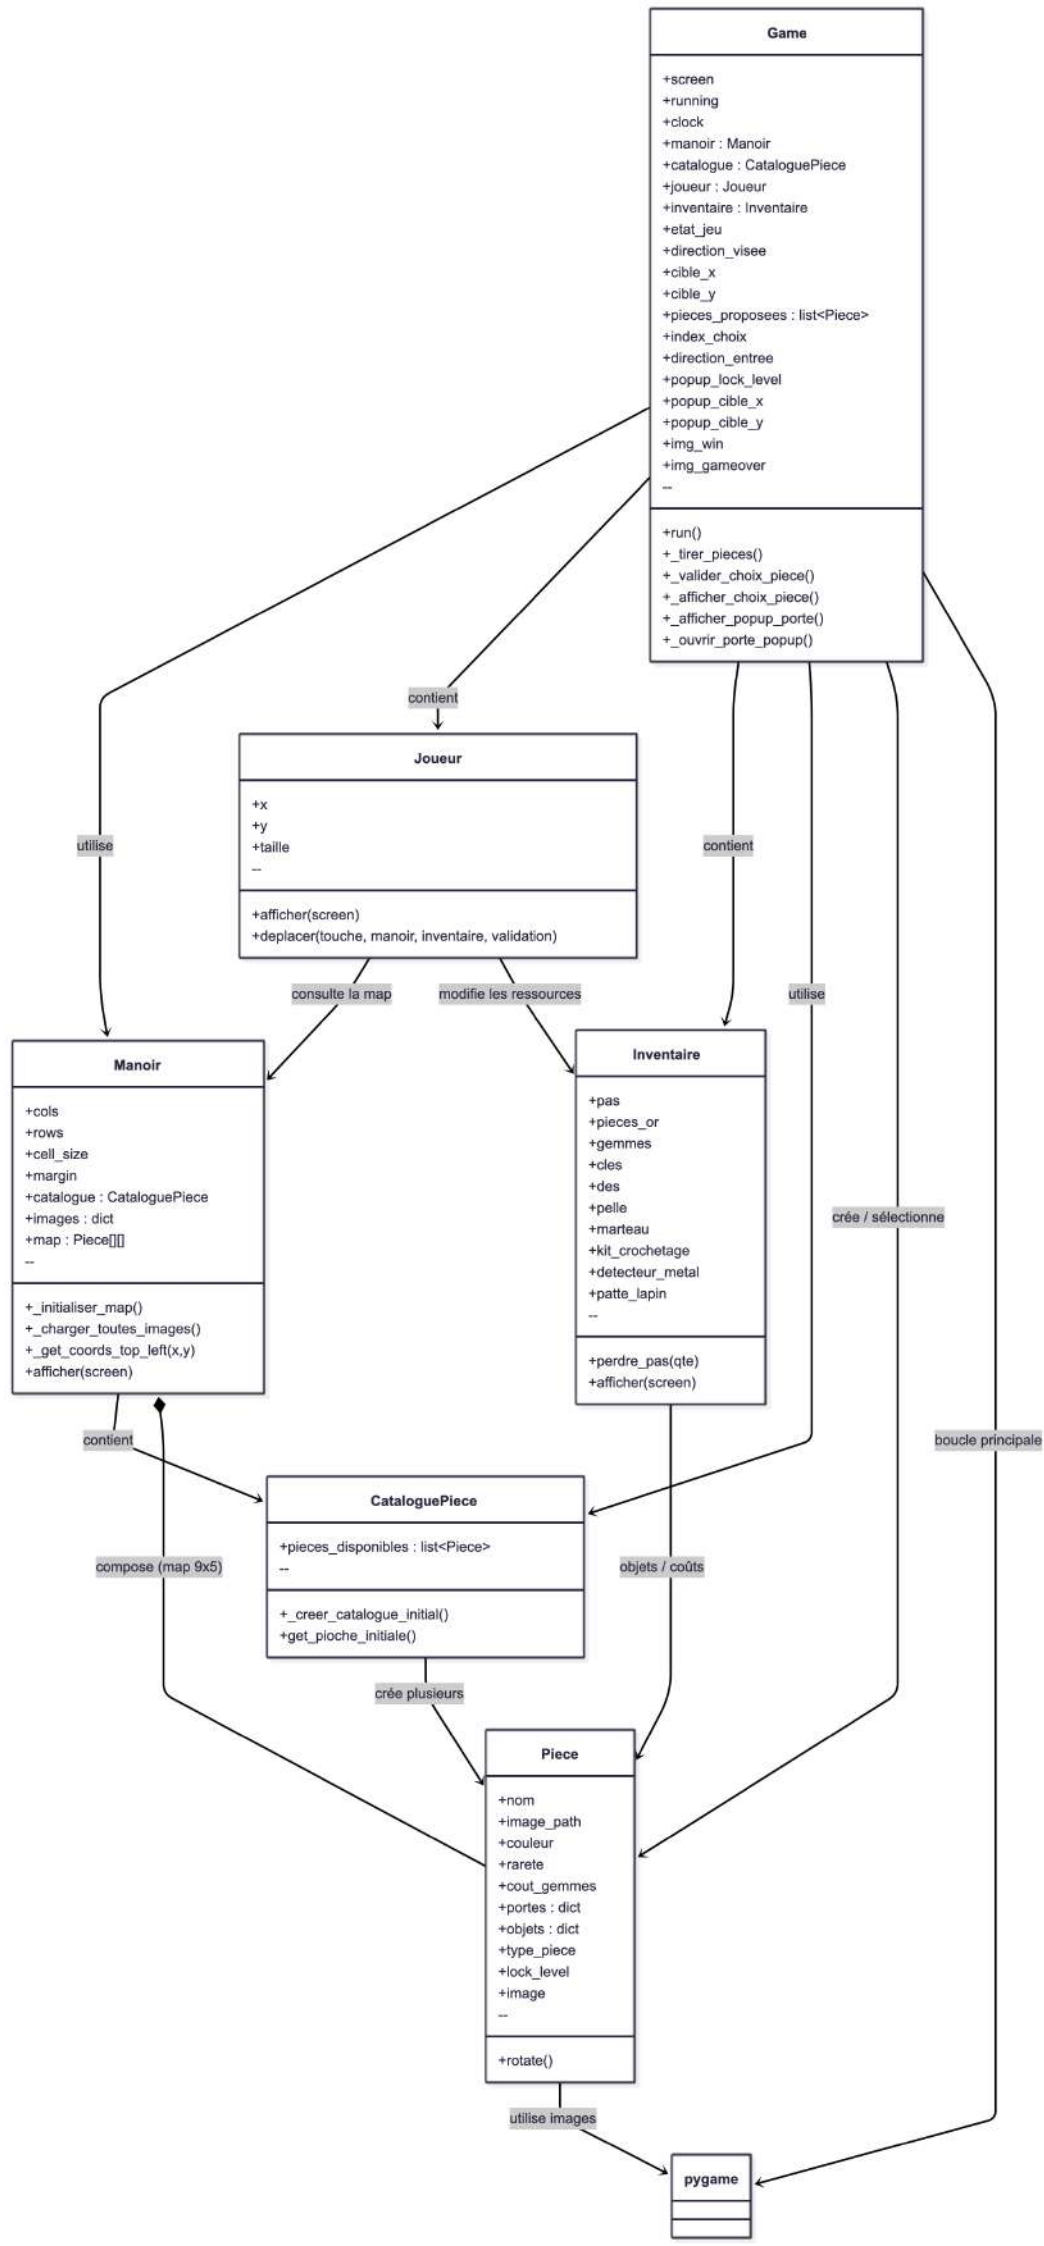 Game
+screen
+running
+clock
+manoir : Manoir
+catalogue : CataloguePiece
+joueur : Joueur
+inventaire : Inventaire
+etat_jeu
+direction_visee
+cible_x
+cible_y
+pieces_proposees : list<Piece>
+index_choix
+direction_entree
+popup_lock_level
+popup_cible_x
+popup_cible_y
+img_win
+img_gameover
--
+run()
+_tirer_pieces()
+_valider_choix_piece()
+_afficher_choix_piece()
+_afficher_popup_porte()
+_ouvrir_porte_popup()
contient
Joueur
+x
+y
+taille
--
+afficher(screen)
+deplacer(touche, manoir, inventaire, validation)
utilise
contient
consulte la map
modifie les ressources
utilise
Manoir
+cols
+rows
+cell_size
+margin
+catalogue : CataloguePiece
+images : dict
+map : Piece[][]
--
+_initialiser_map()
+_charger_toutes_images()
+_get_coords_top_left(x,y)
+afficher(screen)
Inventaire
+pas
+pieces_or
+gemmes
+cles
+des
+pelle
+marteau
+kit_crochetage
+detecteur_metal
+patte_lapin
--
+perdre_pas(qte)
+afficher(screen)
crée / sélectionne
contient
boucle principale
CataloguePiece
+pieces_disponibles : list<Piece>
--
+_creer_catalogue_initial()
+get_pioche_initiale()
compose (map 9x5)
objets / coûts
crée plusieurs
Piece
+nom
+image_path
+couleur
+rarete
+cout_gemmes
+portes : dict
+objets : dict
+type_piece
+lock_level
+image
--
+rotate()
utilise images
pygame